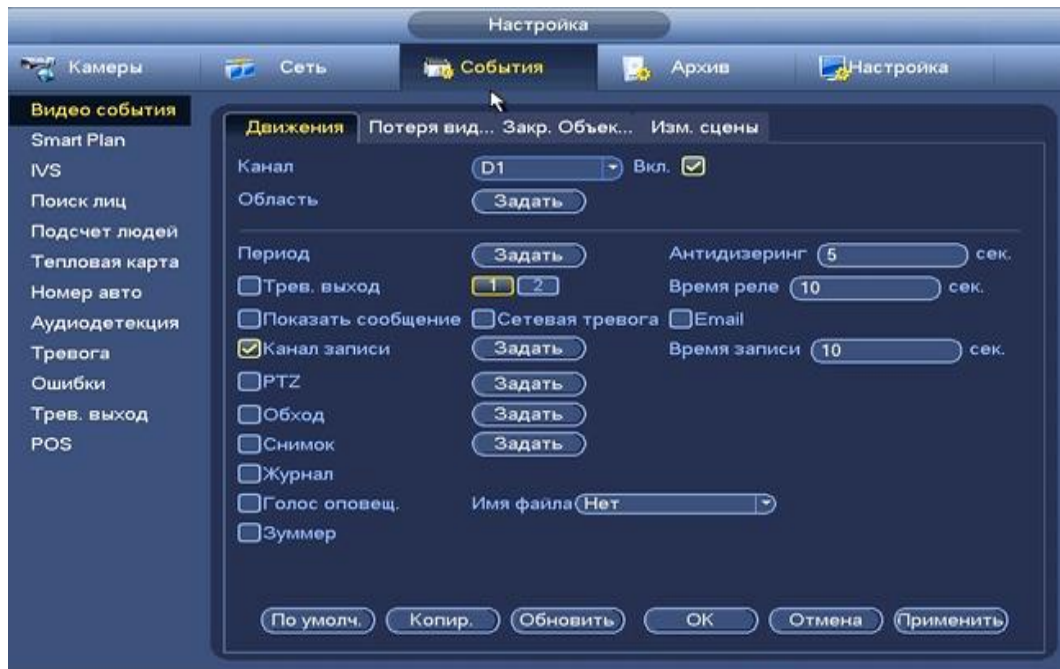 Настройка
Камеры Сеть События Архив Настройка
Видео события
Smart Plan
IVS
Поиск лиц
Подсчет людей
Тепловая карта
Номер авто
Аудиодетекция
Тревога
Ошибки
Трев. выход
POS
Движения Потеря вид... Закр. Объек... Изм. сцены
Канал D1 Вкл.
Область Задать
Период Задать Антидизеринг 5 сек.
Трев. выход 1 2 Время реле 10 сек.
Показать сообщение Сетевая тревога Email
Канал записи Задать Время записи 10 сек.
PTZ Задать
Обход Задать
Снимок Задать
Журнал
Голос оповещ. Имя файла Нет
Зуммер
По умолч. Копир. Обновить OK Отмена Применить